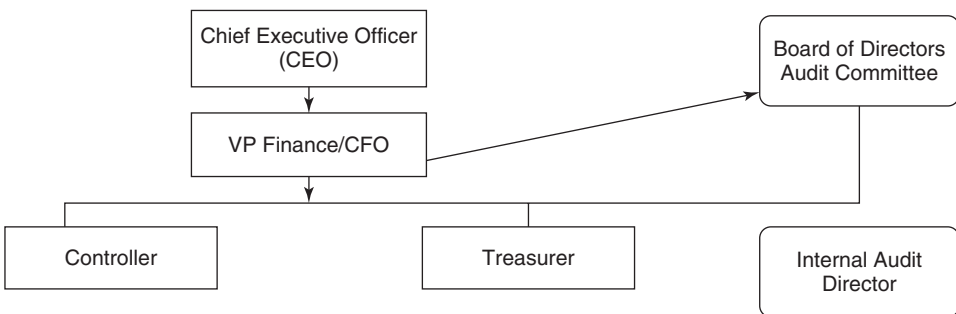 Chief Executive Officer
(CEO)
Board of Directors
Audit Committee
VP Finance/CFO
Controller
Treasurer
Internal Audit
Director